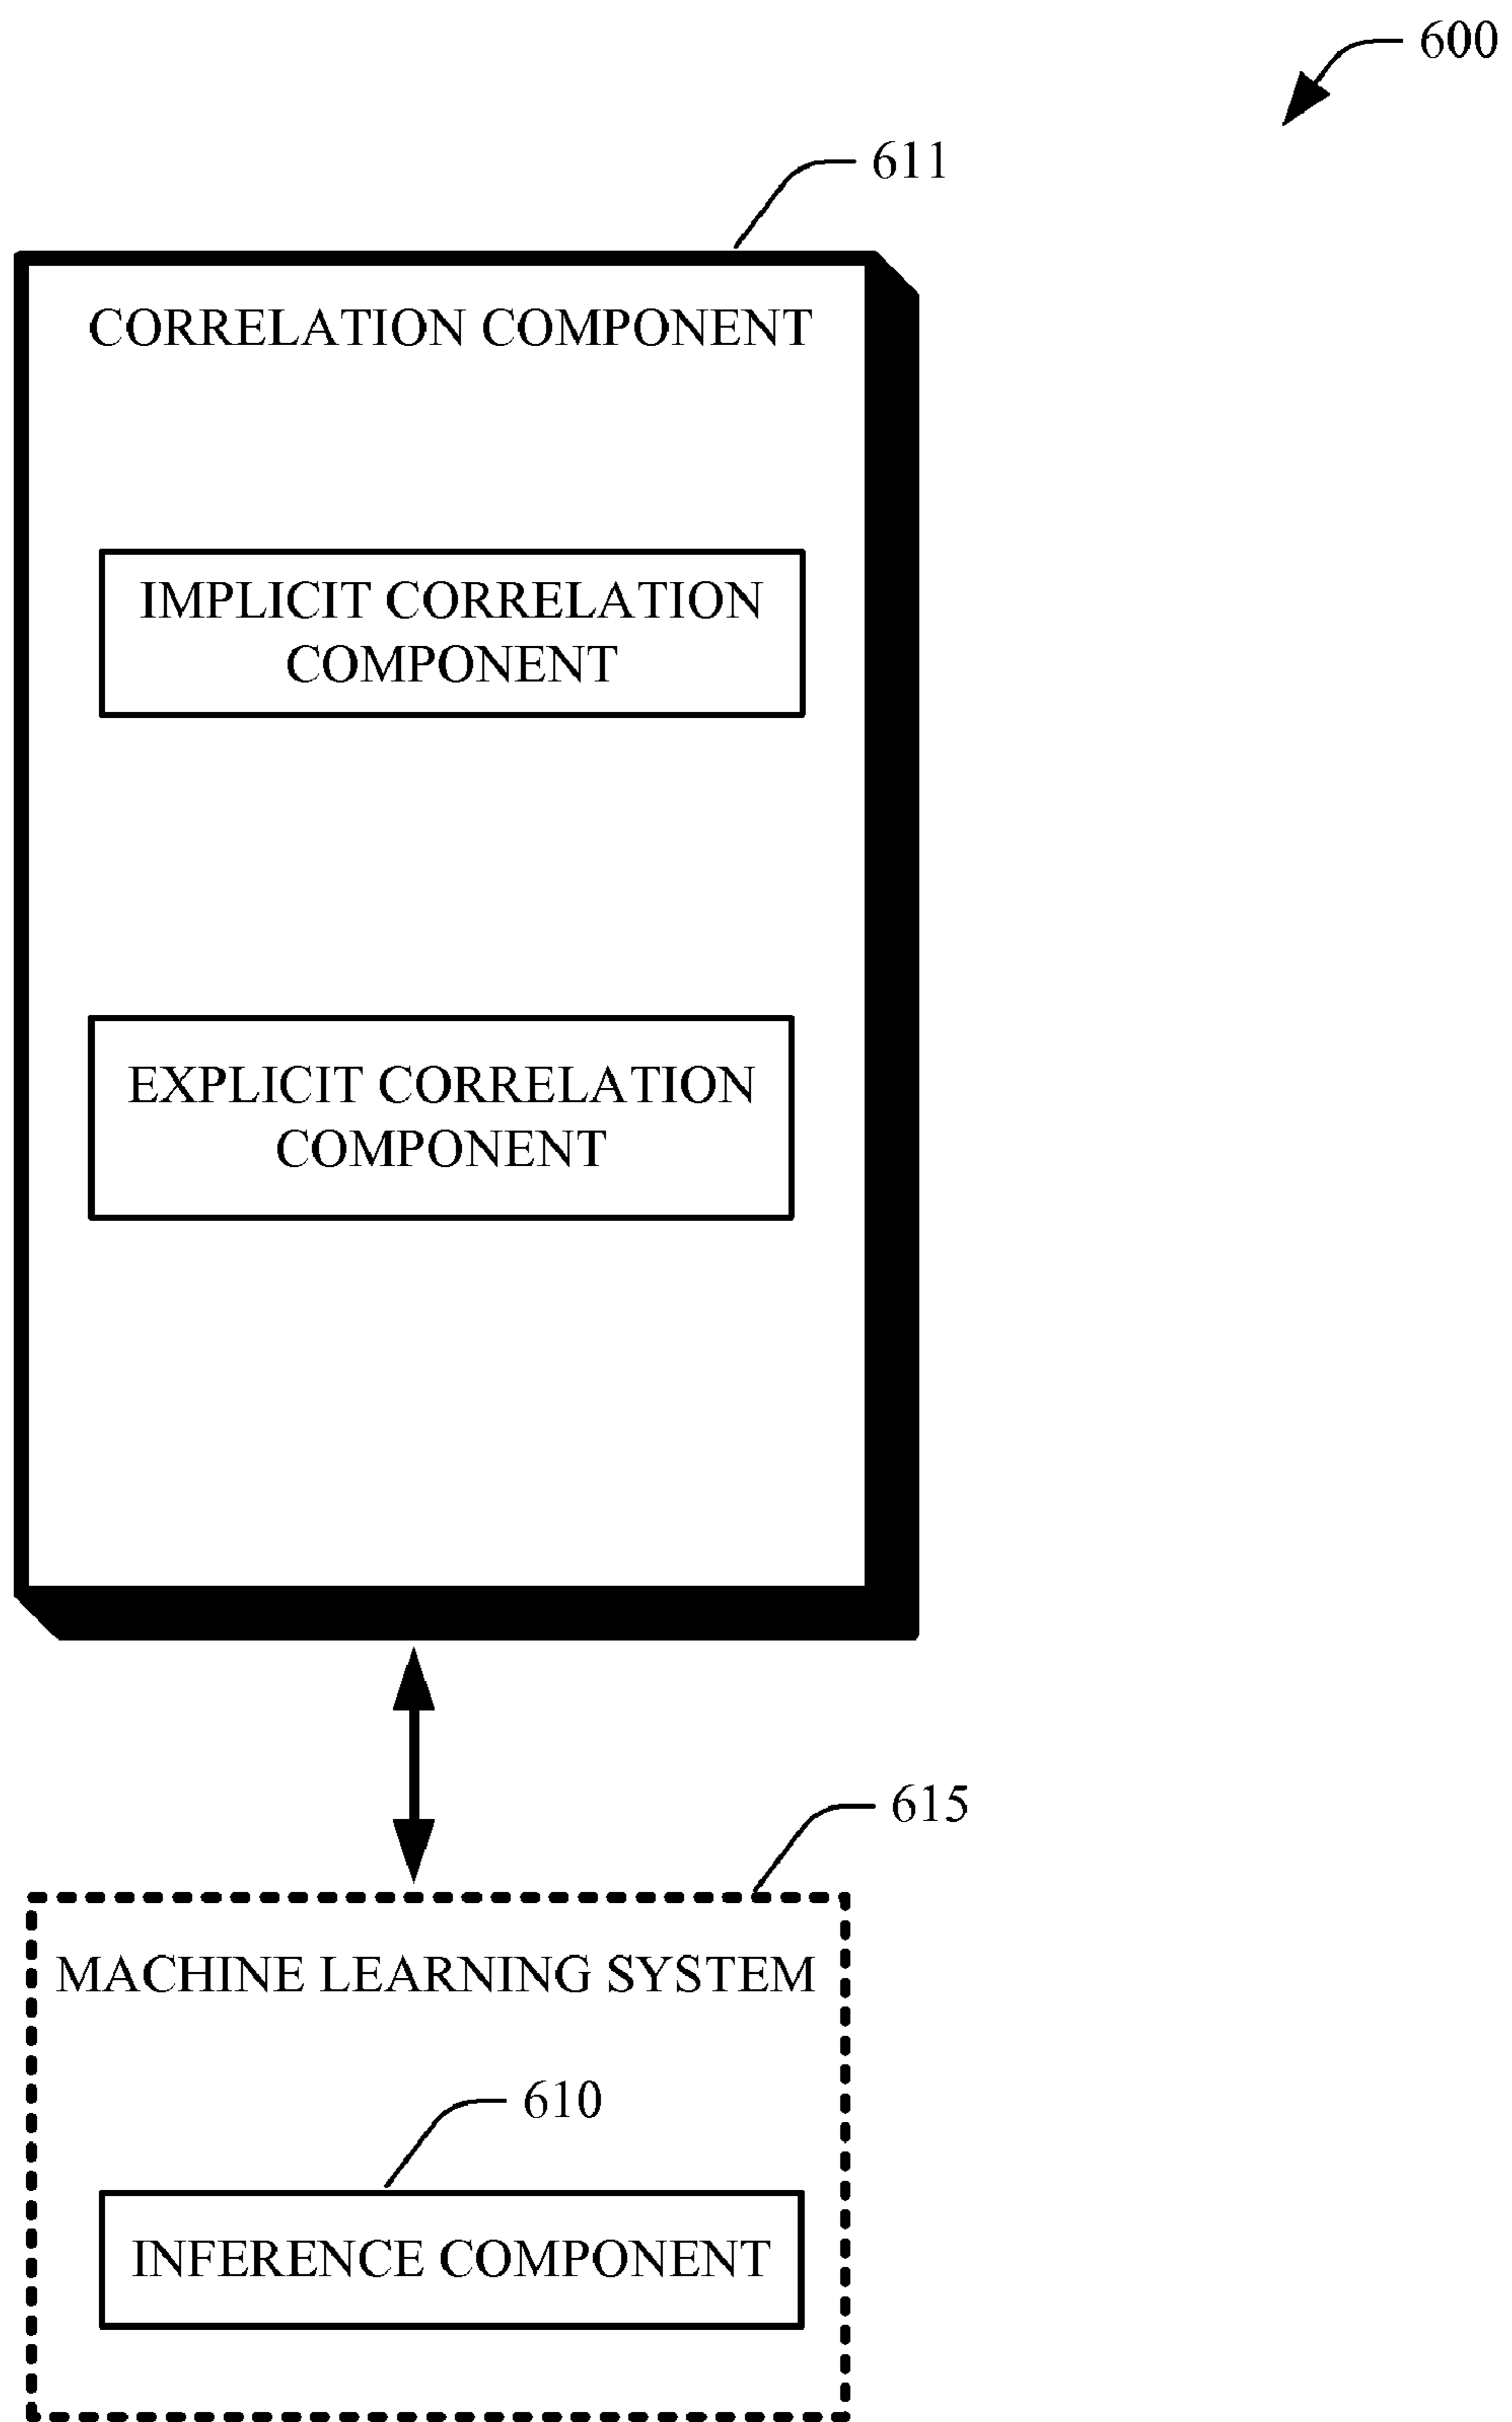 600
611
CORRELATION COMPONENT
IMPLICIT CORRELATION
COMPONENT
EXPLICIT CORRELATION
COMPONENT
615
MACHINE LEARNING SYSTEM
610
INFERENCE COMPONENT